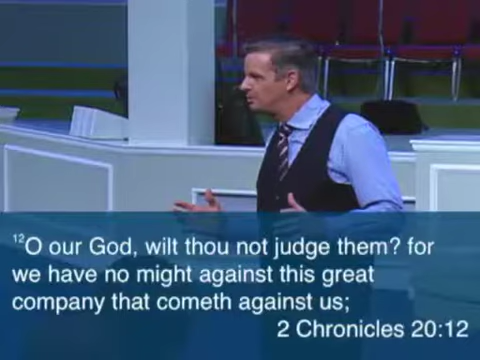 12O our God, wilt thou not judge them? for
we have no might against this great
company that cometh against us;
2 Chronicles 20:12